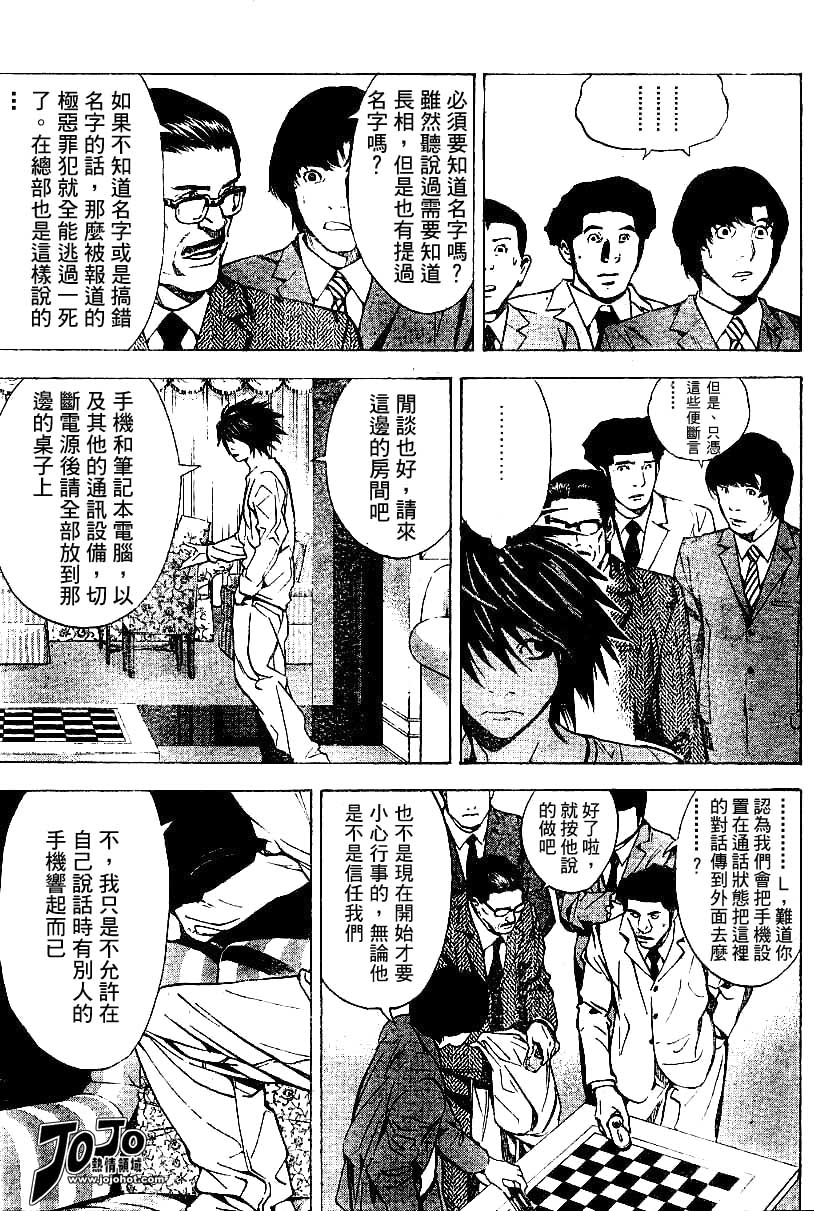 ⋯⋯⋯
⋯⋯⋯
必須要知道名字嗎？
雖然聽說過需要知道
長相，但是也有提過
名字嗎？
如果不知道名字或是搞錯
名字的話，那麼被報道的
極惡罪犯就全能逃過一死
了。在總部也是這樣說的
⋯
但是、只憑
這些便斷言
⋯⋯
⋯⋯⋯
閒談也好，請來
這邊的房間吧
手機和筆記本電腦，以
及其他的通訊設備，切
斷電源後請全部放到那
邊的桌子上
⋯⋯⋯⋯L，難道你
認為我們會把手機設
置在通話狀態把這裡
的對話傳到外面去麼
⋯⋯？
好了啦，
就按他說
的做吧
也不是現在開始才要
小心行事的，無論他
是不是信任我們
不，我只是不允許在
自己說話時有別人的
手機響起而已
JOJO
熱情領域
www.jojohot.com